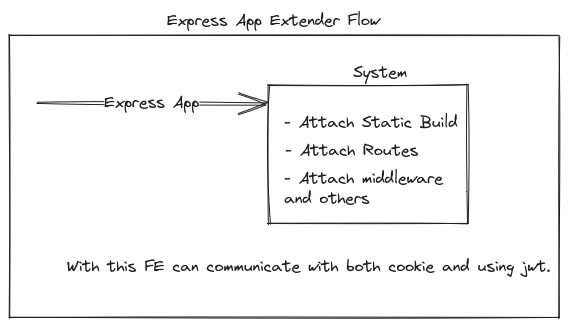 Express App Extender Flow
System
Express App
- Attach Static Build
- Attach Routes
- Attach middleware
and others
With this FE can communicate with both cookie and using jwt.